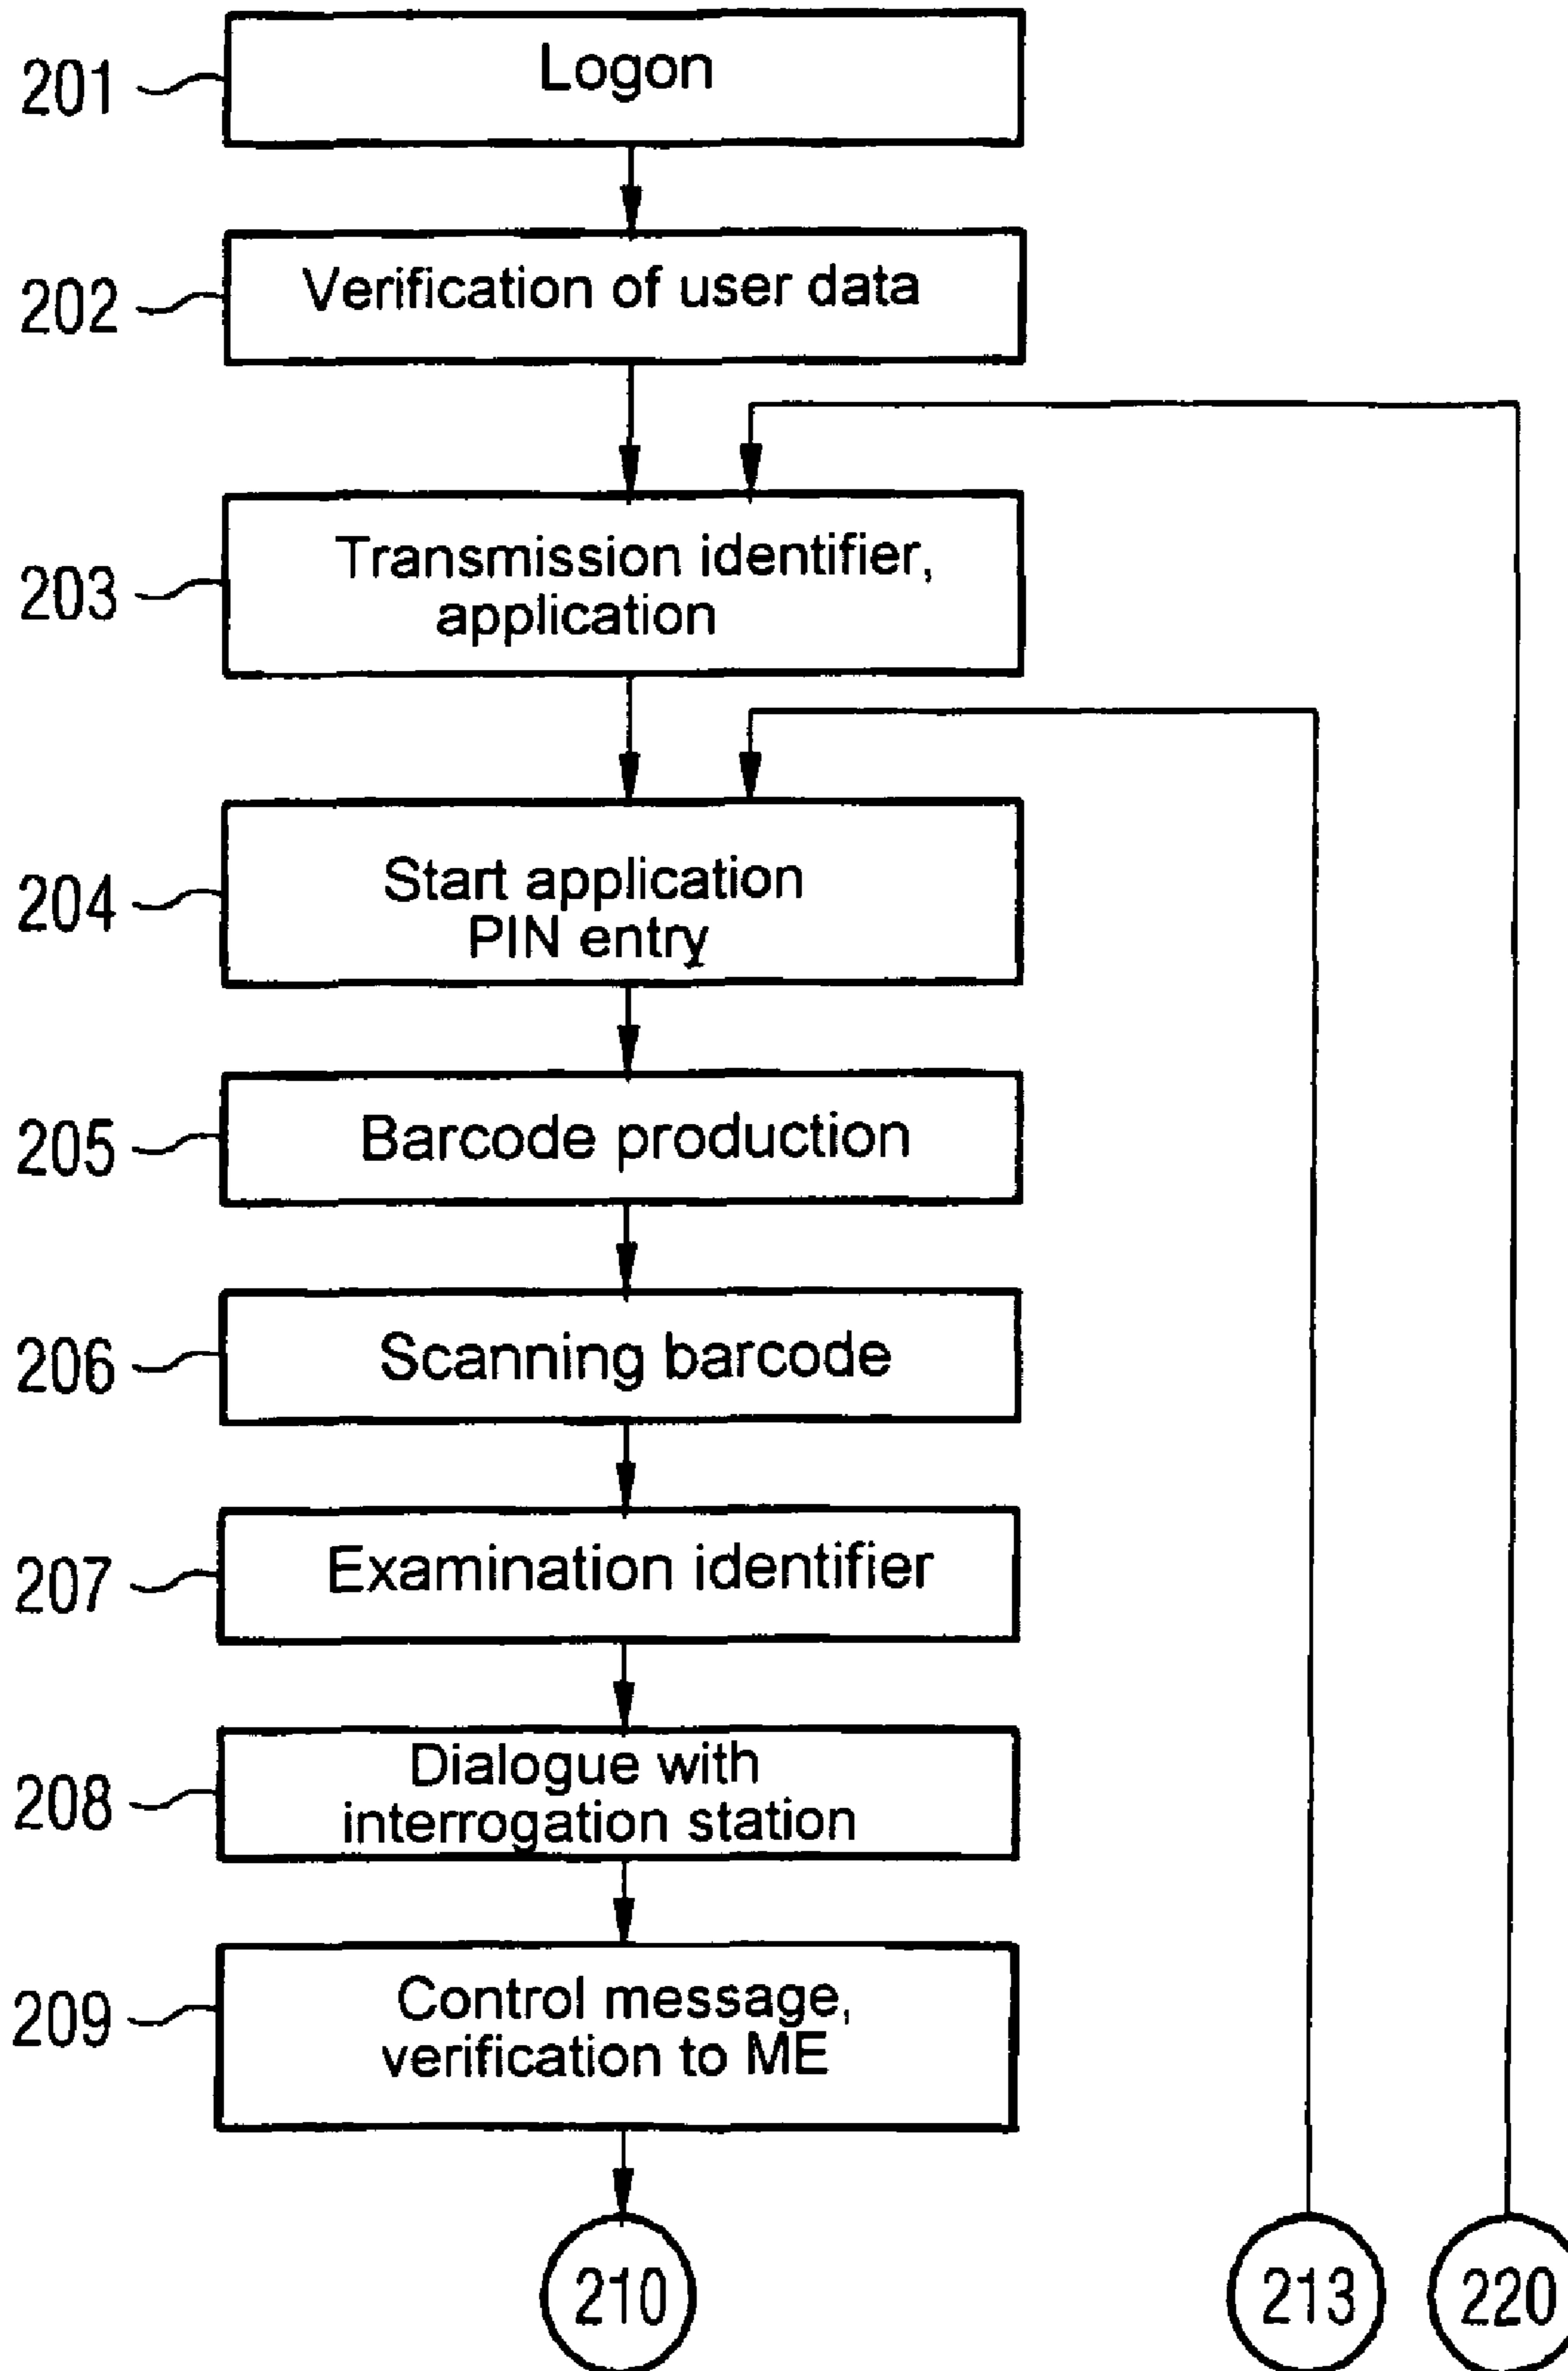 201
Logon
202
Verification of user data
203
Transmission identifier,
application
204
Start application
PIN entry
205
Barcode production
206
Scanning barcode
207
Examination identifier
208
Dialogue with
interrogation station
209
Control message,
verification to ME
210
213
220